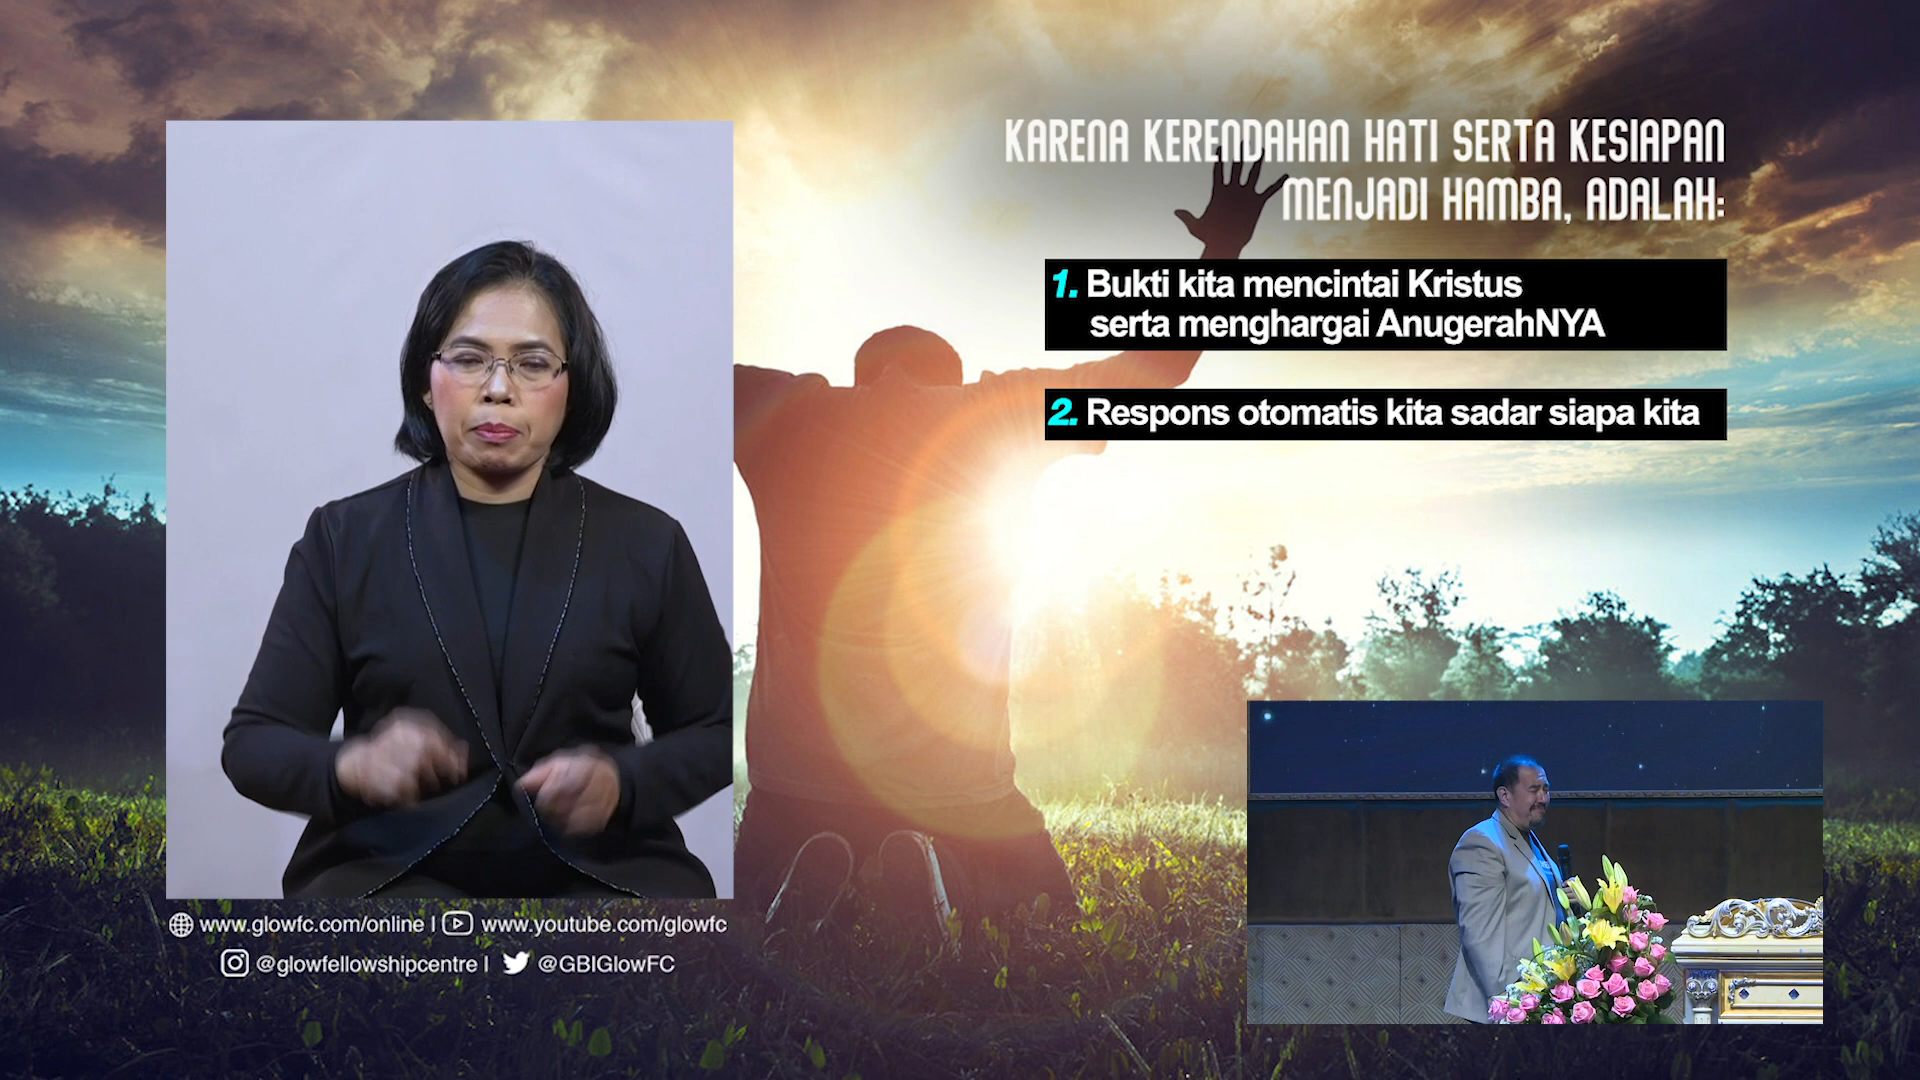 KARENA KERENDAHAN HATI SERTA KESIAPAN
MENJADI HAMBA, ADALAH:
1. Bukti kita mencintai Kristus
serta menghargai AnugerahNYA
2. Respons otomatis kita sadar siapa kita
www.glowfc.com/online | www.youtube.com/glowfc
@glowfellowshipcentre | @GBIGlowFC